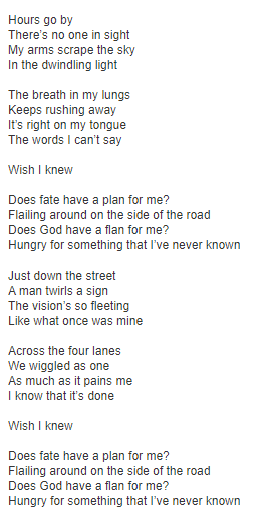 Hours go by
There's no one in sight
My arms scrape the sky
In the dwindling light

The breath in my lungs
Keeps rushing away
It's right on my tongue
The words I can't say

Wish I knew

Does fate have a plan for me?
Flailing around on the side of the road
Does God have a flan for me?
Hungry for something that I've never known

Just down the street
A man twirls a sign
The vision's so fleeting
Like what once was mine

Across the four lanes
We wiggled as one
As much as it pains me
I know that it's done

Wish I knew

Does fate have a plan for me?
Flailing around on the side of the road
Does God have a flan for me?
Hungry for something that I've never known